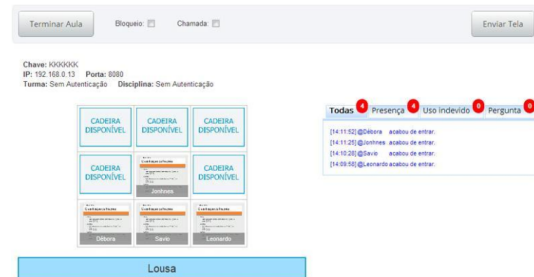 Terminar Aula
Bloqueio:
Chamada:
Enviar Tela
Chave: KKKKKK
IP: 192.168.0.13 Porta: 8080
Turma: Sem Autenticação Disciplina: Sem Autenticação
CADEIRA DISPONÍVEL
CADEIRA DISPONÍVEL
CADEIRA DISPONÍVEL
CADEIRA DISPONÍVEL
Jonhnes
CADEIRA DISPONÍVEL
Débora
Savio
Leonardo
Lousa
Todas 4 Presença 4 Uso indevido 0 Pergunta 0
[14:11:52]@Débora acabou de entrar.
[14:11:25]@Jonhnes acabou de entrar.
[14:10:28]@Savio acabou de entrar.
[14:09:58]@Leonardo acabou de entrar.